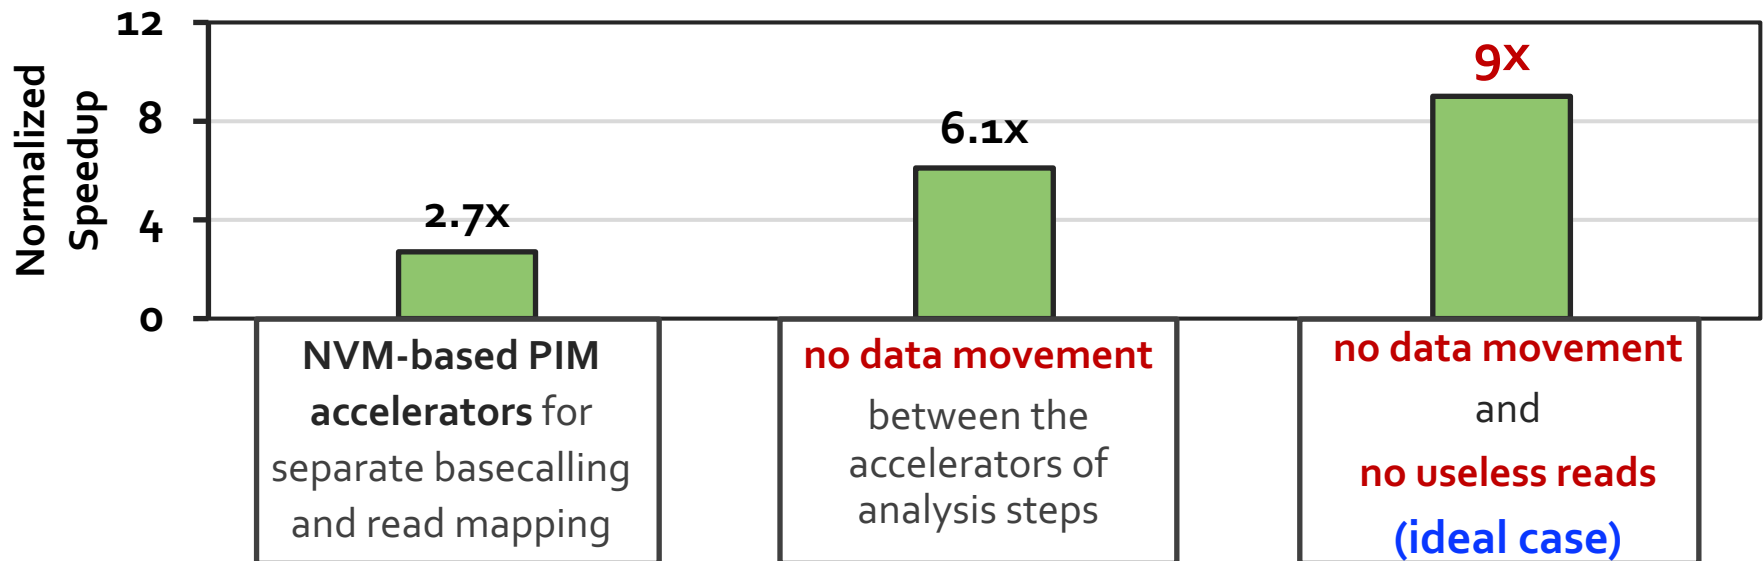 Normalized
Speedup
12
8
4
0
2.7x
6.1x
9x
NVM-based PIM
accelerators for
separate basecalling
and read mapping
no data movement
between the
accelerators of
analysis steps
no data movement
and
no useless reads
(ideal case)